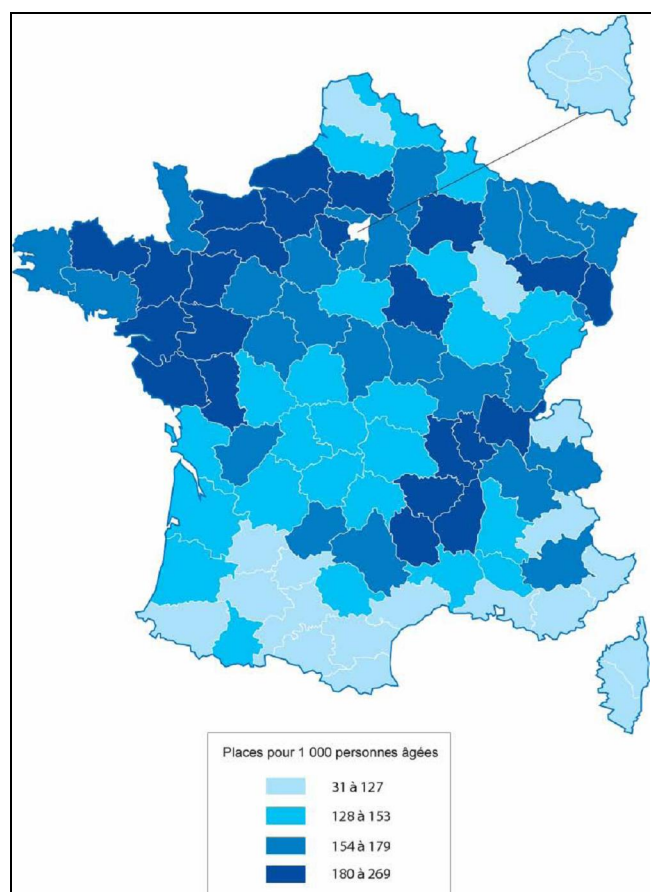 Places pour 1 000 personnes âgées
31 à 127
128 à 153
154 à 179
180 à 269